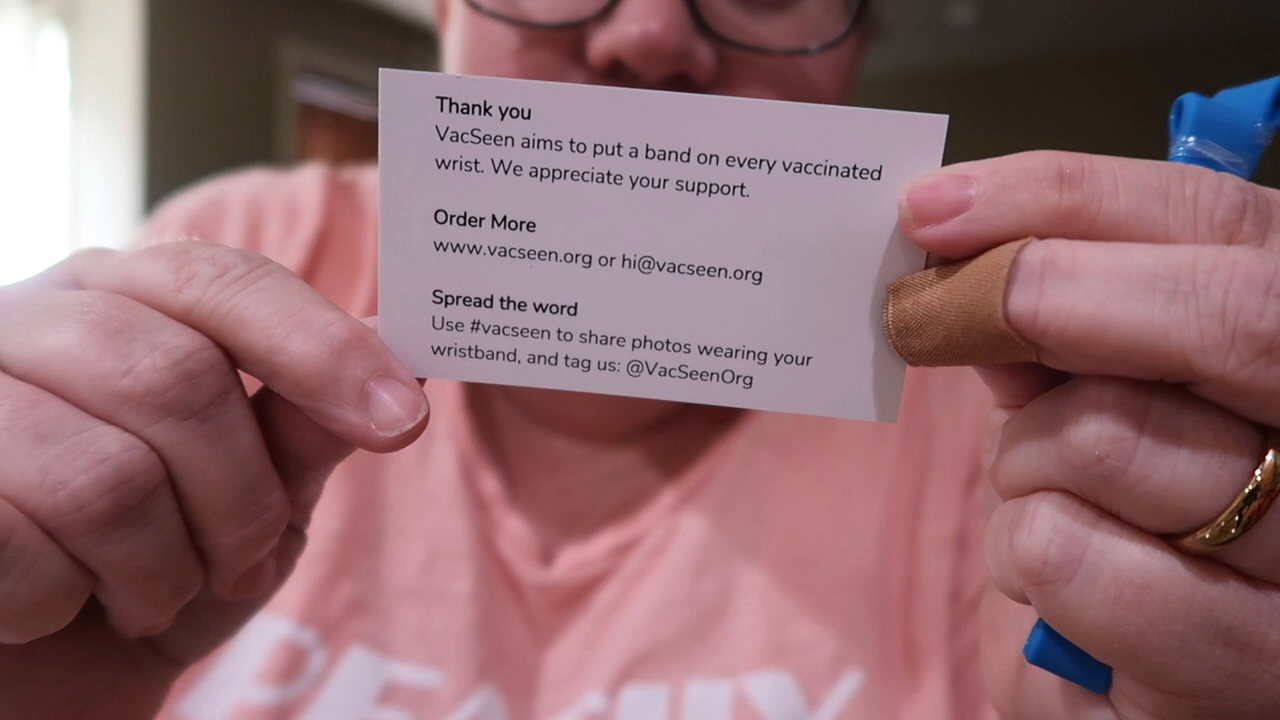 Thank you
VacSeen aims to put a band on every vaccinated
wrist. We appreciate your support.
Order More
www.vacseen.org or hi@vacseen.org
Spread the word
Use #vacseen to share photos wearing your
wristband, and tag us: @VacSeenOrg